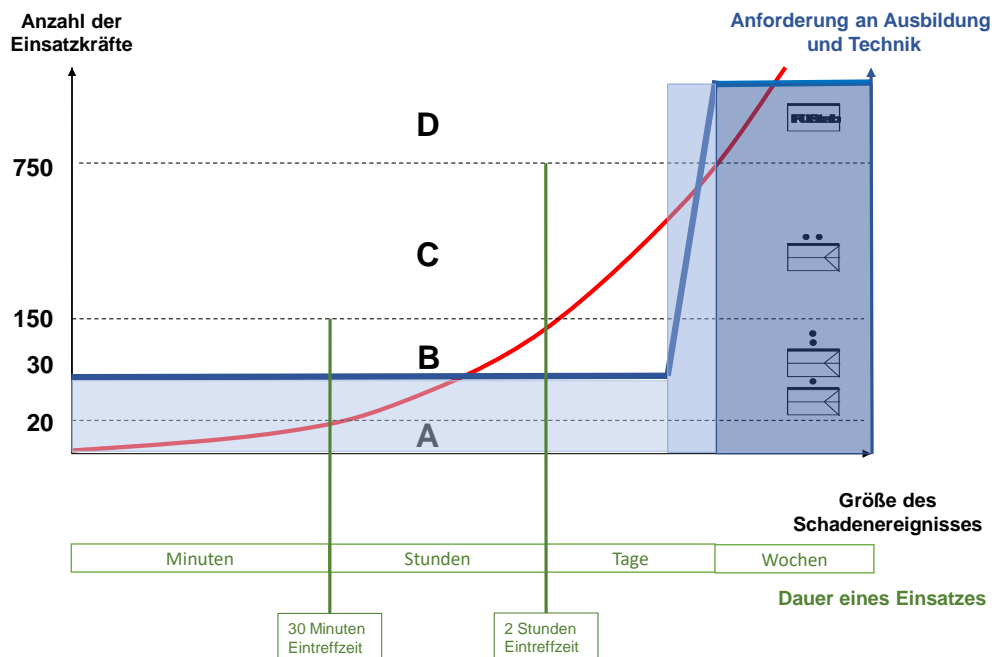 Anzahl der
Einsatzkräfte
Anforderung an Ausbildung
und Technik
D
750
C
150
B
30
20
A
Größe des
Schadenereignisses
Minuten
Stunden
Tage
Wochen
Dauer eines Einsatzes
30 Minuten
Eintreffzeit
2 Stunden
Eintreffzeit